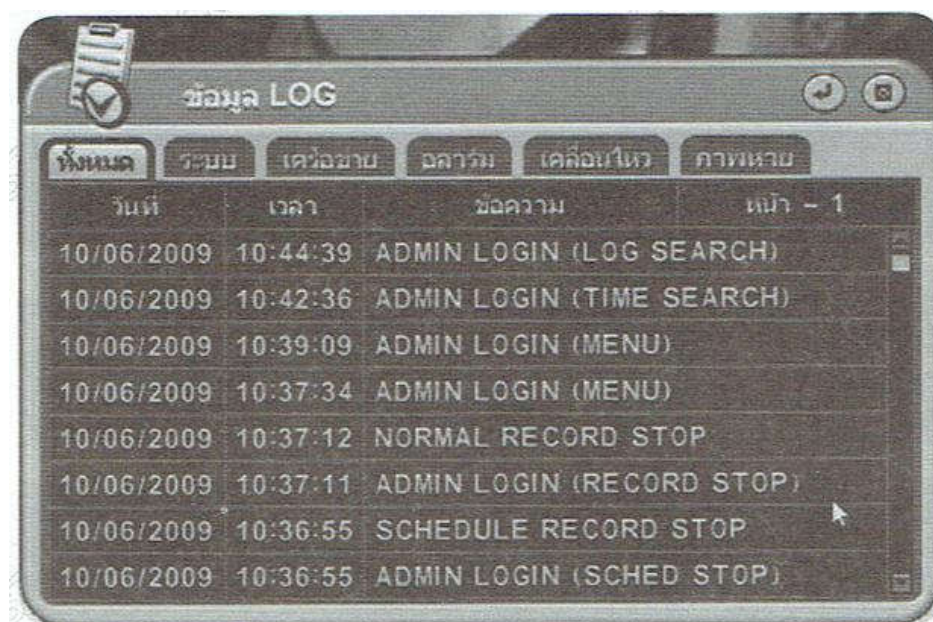 ข้อมูล LOG
ทั้งหมด ระบบ เครือข่าย อลาร์ม เคลื่อนไหว ภาพหาย
วันที่ เวลา ข้อความ หน้า - 1
10/06/2009 10:44:39 ADMIN LOGIN (LOG SEARCH)
10/06/2009 10:42:36 ADMIN LOGIN (TIME SEARCH)
10/06/2009 10:39:09 ADMIN LOGIN (MENU)
10/06/2009 10:37:34 ADMIN LOGIN (MENU)
10/06/2009 10:37:12 NORMAL RECORD STOP
10/06/2009 10:37:11 ADMIN LOGIN (RECORD STOP)
10/06/2009 10:36:55 SCHEDULE RECORD STOP
10/06/2009 10:36:55 ADMIN LOGIN (SCHED STOP)